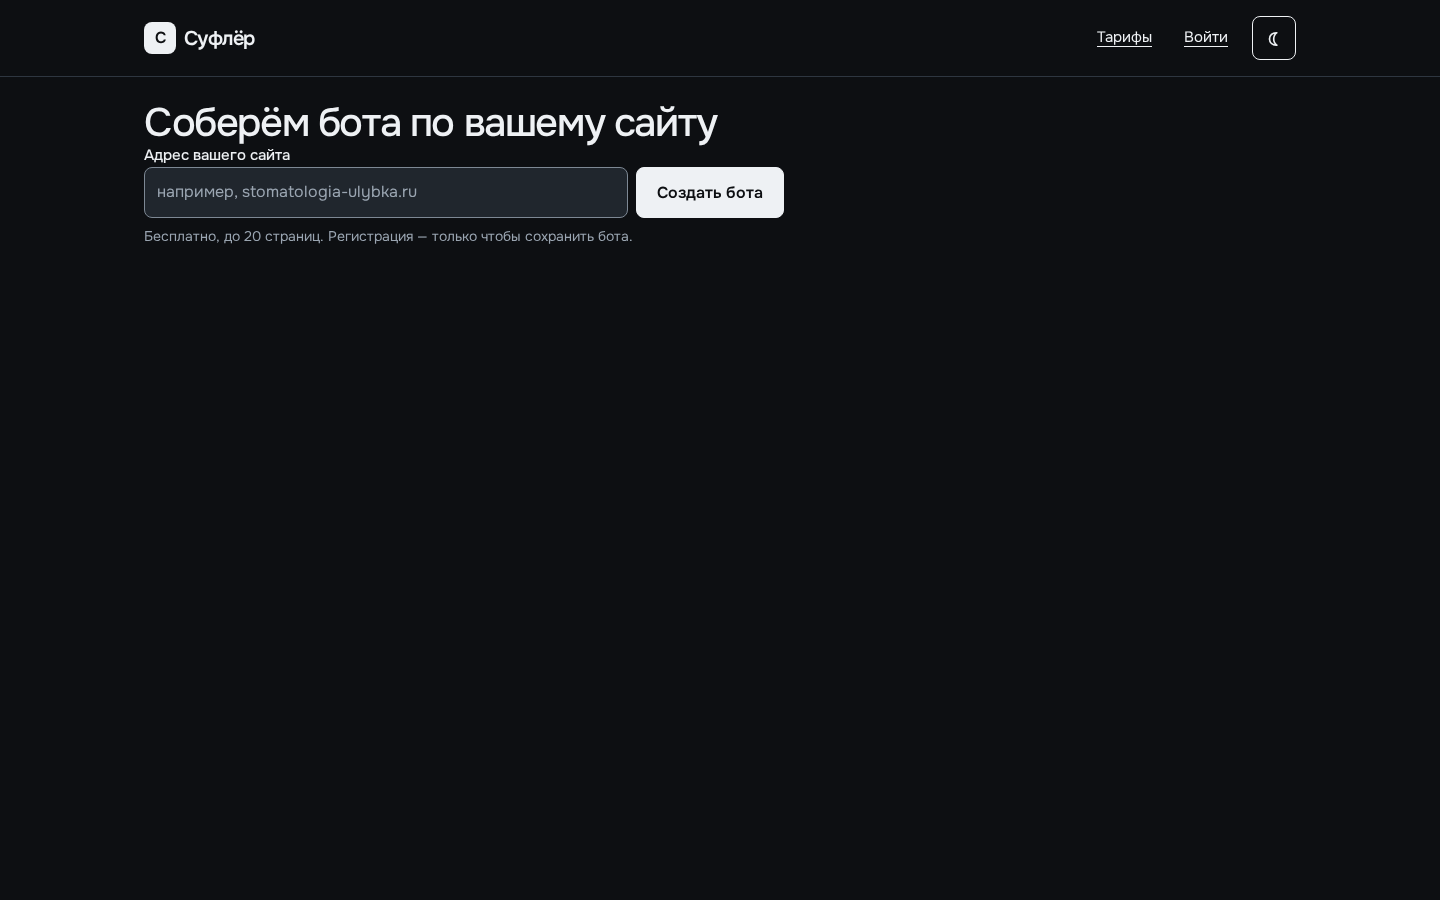 С Суфлёр
Тарифы
Войти
Соберём бота по вашему сайту
Адрес вашего сайта
например, stomatologia-ulybka.ru
Создать бота
Бесплатно, до 20 страниц. Регистрация — только чтобы сохранить бота.